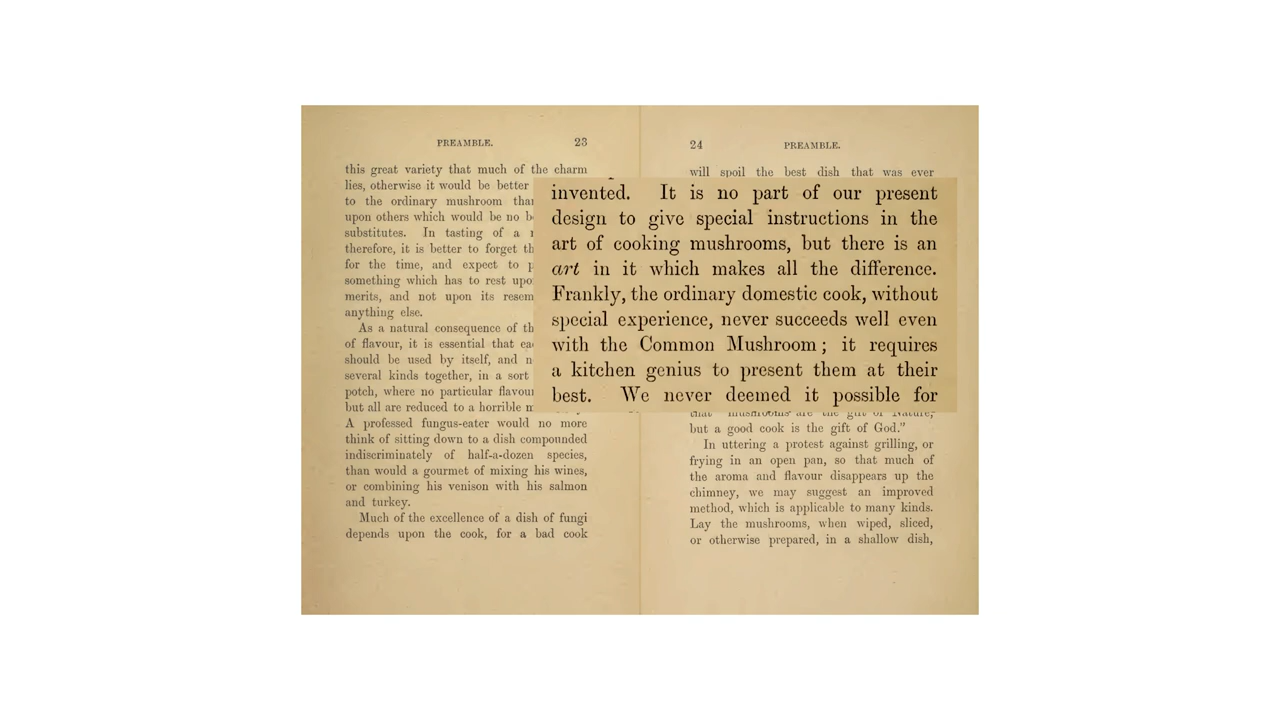 PREAMBLE. 23
this great variety that much of the charm
lies, otherwise it would be better
to the ordinary mushroom
upon others which would be no
substitutes. In tasting of a
therefore, it is better to forget
for the time, and expect to
something which has to rest
merits, and not upon its
anything else.
As a natural consequence of
of flavour, it is essential that
should be used by itself, and
several kinds together, in a sort
potch, where no particular
but all are reduced to a horrible
A professed fungus-eater would no more
think of sitting down to a dish compounded
indiscriminately of half-a-dozen species,
than would a gourmet of mixing his wines,
or combining his venison with his salmon
and turkey.
Much of the excellence of a dish of fungi
depends upon the cook, for a bad cook
24 PREAMBLE.
will spoil the best dish that was ever
invented. It is no part of our present
design to give special instructions in the
art of cooking mushrooms, but there is an
art in it which makes all the difference.
Frankly, the ordinary domestic cook, without
special experience, never succeeds well even
with the Common Mushroom; it requires
a kitchen genius to present them at their
best. We never deemed it possible for
that "mushrooms are the gift of Nature,
but a good cook is the gift of God."
In uttering a protest against grilling, or
frying in an open pan, so that much of
the aroma and flavour disappears up the
chimney, we may suggest an improved
method, which is applicable to many kinds.
Lay the mushrooms, when wiped, sliced,
or otherwise prepared, in a shallow dish,